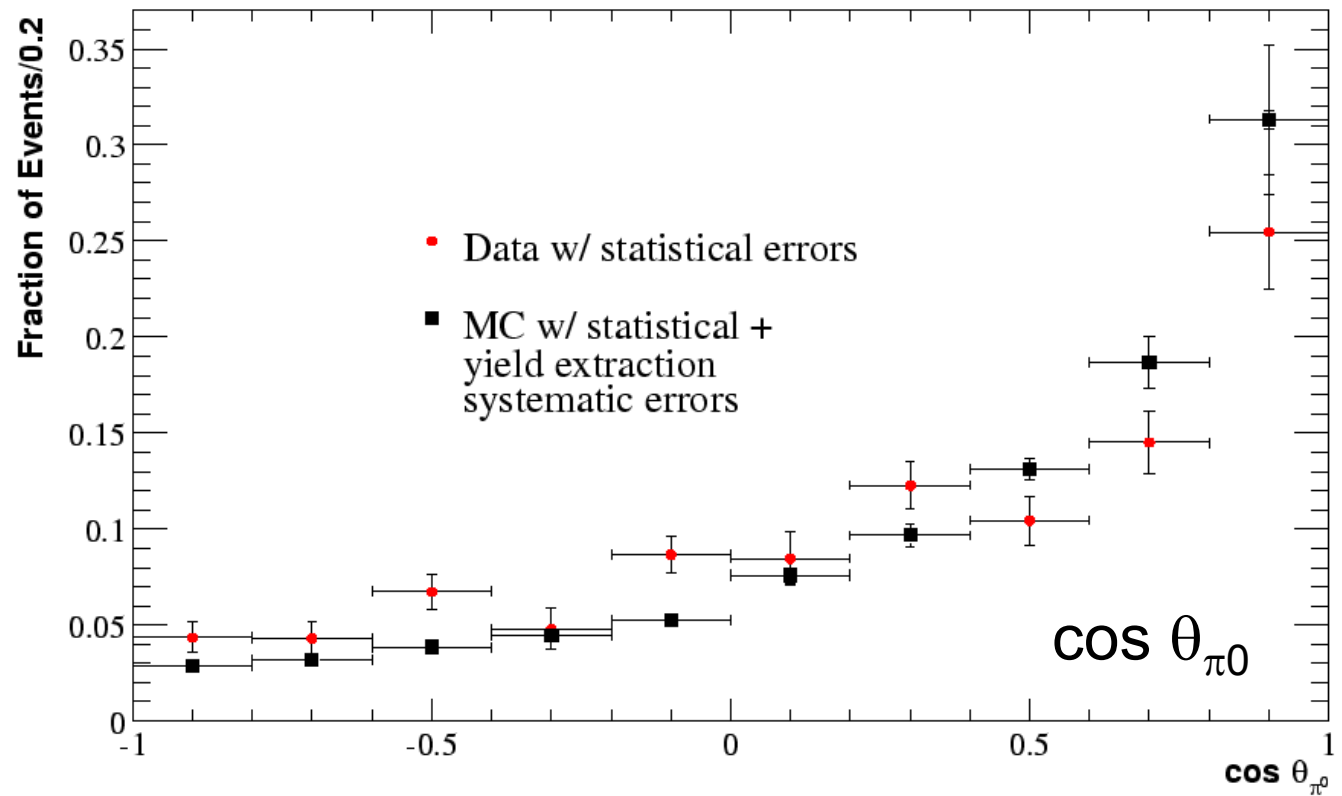 Fraction of Events/0.2
0.35
0.3
0.25
0.2
0.15
0.1
0.05
0
Data w/ statistical errors
MC w/ statistical +
yield extraction
systematic errors
cos θπ0
-1
-0.5
0
0.5
1
cos θπ⁰